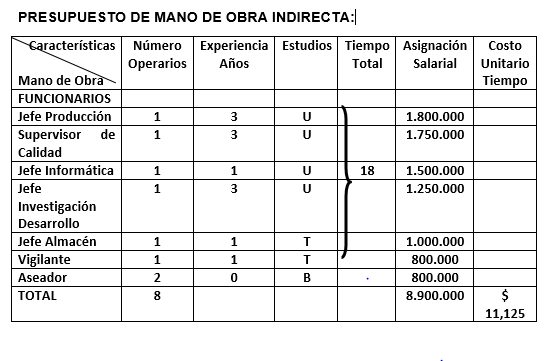 PRESUPUESTO DE MANO DE OBRA INDIRECTA:
Características Mano de Obra Número Operarios Experiencia Años Estudios Tiempo Total Asignación Salarial Costo Unitario Tiempo
FUNCIONARIOS
Jefe Producción 1 3 U 1.800.000
Supervisor de Calidad 1 3 U 1.750.000
Jefe Informática 1 1 U 18 1.500.000
Jefe Investigación Desarrollo 1 3 U 1.250.000
Jefe Almacén 1 1 T 1.000.000
Vigilante 1 1 T 800.000
Aseador 2 0 B 800.000
TOTAL 8 8.900.000 $ 11,125